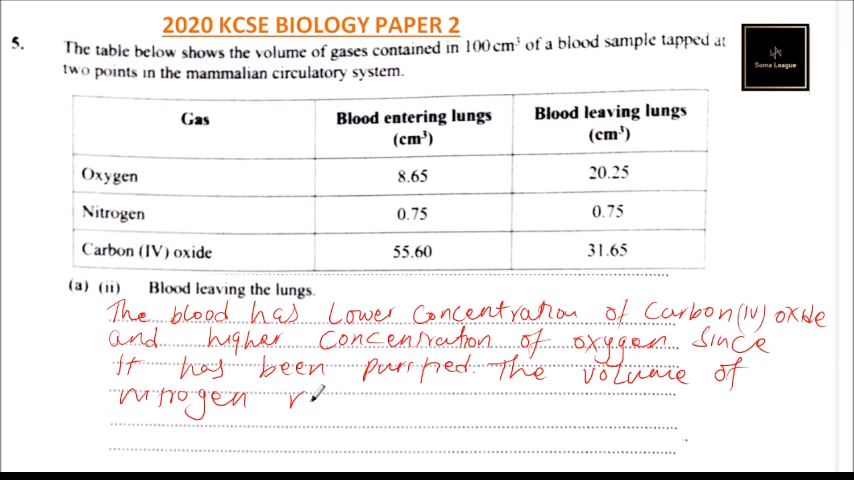 2020 KCSE BIOLOGY PAPER 2
5.
The table below shows the volume of gases contained in 100cm³ of a blood sample tapped at
two points in the mammalian circulatory system.
Soma League
Gas Blood entering lungs (cm³) Blood leaving lungs (cm³)
Oxygen 8.65 20.25
Nitrogen 0.75 0.75
Carbon (IV) oxide 55.60 31.65
(a) (ii) Blood leaving the lungs.
The blood has Lower concentration of Carbon(IV) oxide
and higher concentration of oxygen since
It has been purified. The volume of
nitrogen r